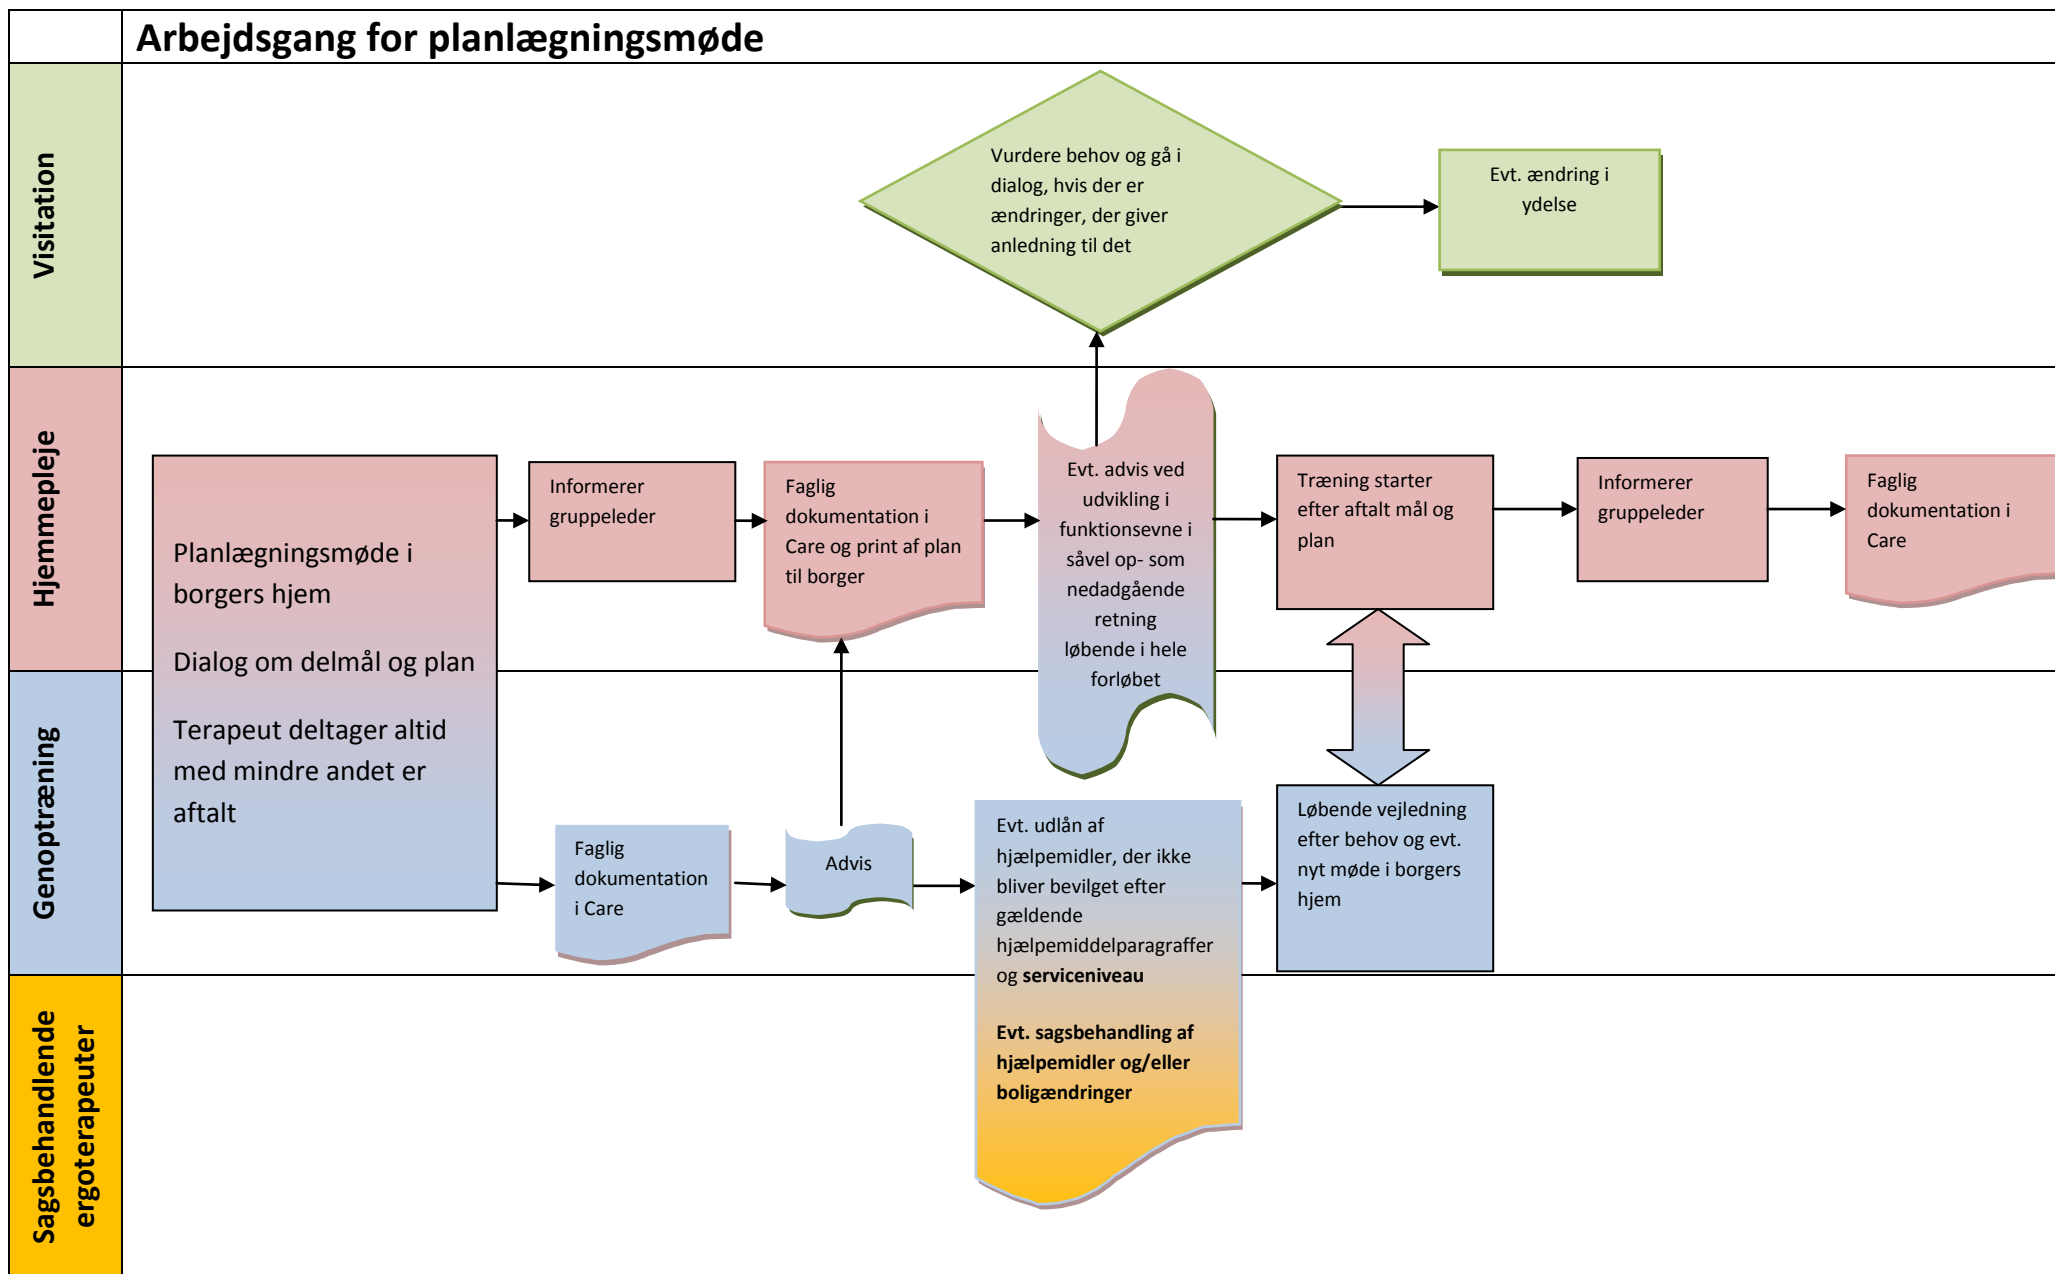 Arbejdsgang for planlægningsmøde
Visitation
Vurdere behov og gå i
dialog, hvis der er
ændringer, der giver
anledning til det
Evt. ændring i
ydelse
Hjemmepleje
Planlægningsmøde i
borgers hjem
Dialog om delmål og plan
Terapeut deltager altid
med mindre andet er
aftalt
Informerer
gruppeleder
Faglig
dokumentation i
Care og print af plan
til borger
Evt. advis ved
udvikling i
funktionsevne i
såvel op- som
nedadgående
retning
løbende i hele
forløbet
Træning starter
efter aftalt mål og
plan
Informerer
gruppeleder
Faglig
dokumentation i
Care
Genoptræning
Faglig
dokumentation
i Care
Advis
Evt. udlån af
hjælpemidler, der ikke
bliver bevilget efter
gældende
hjælpemiddelparagraffer
og serviceniveau
Evt. sagsbehandling af
hjælpemidler og/eller
boligændringer
Løbende vejledning
efter behov og evt.
nyt møde i borgers
hjem
Sagsbehandlende
ergoterapeuter